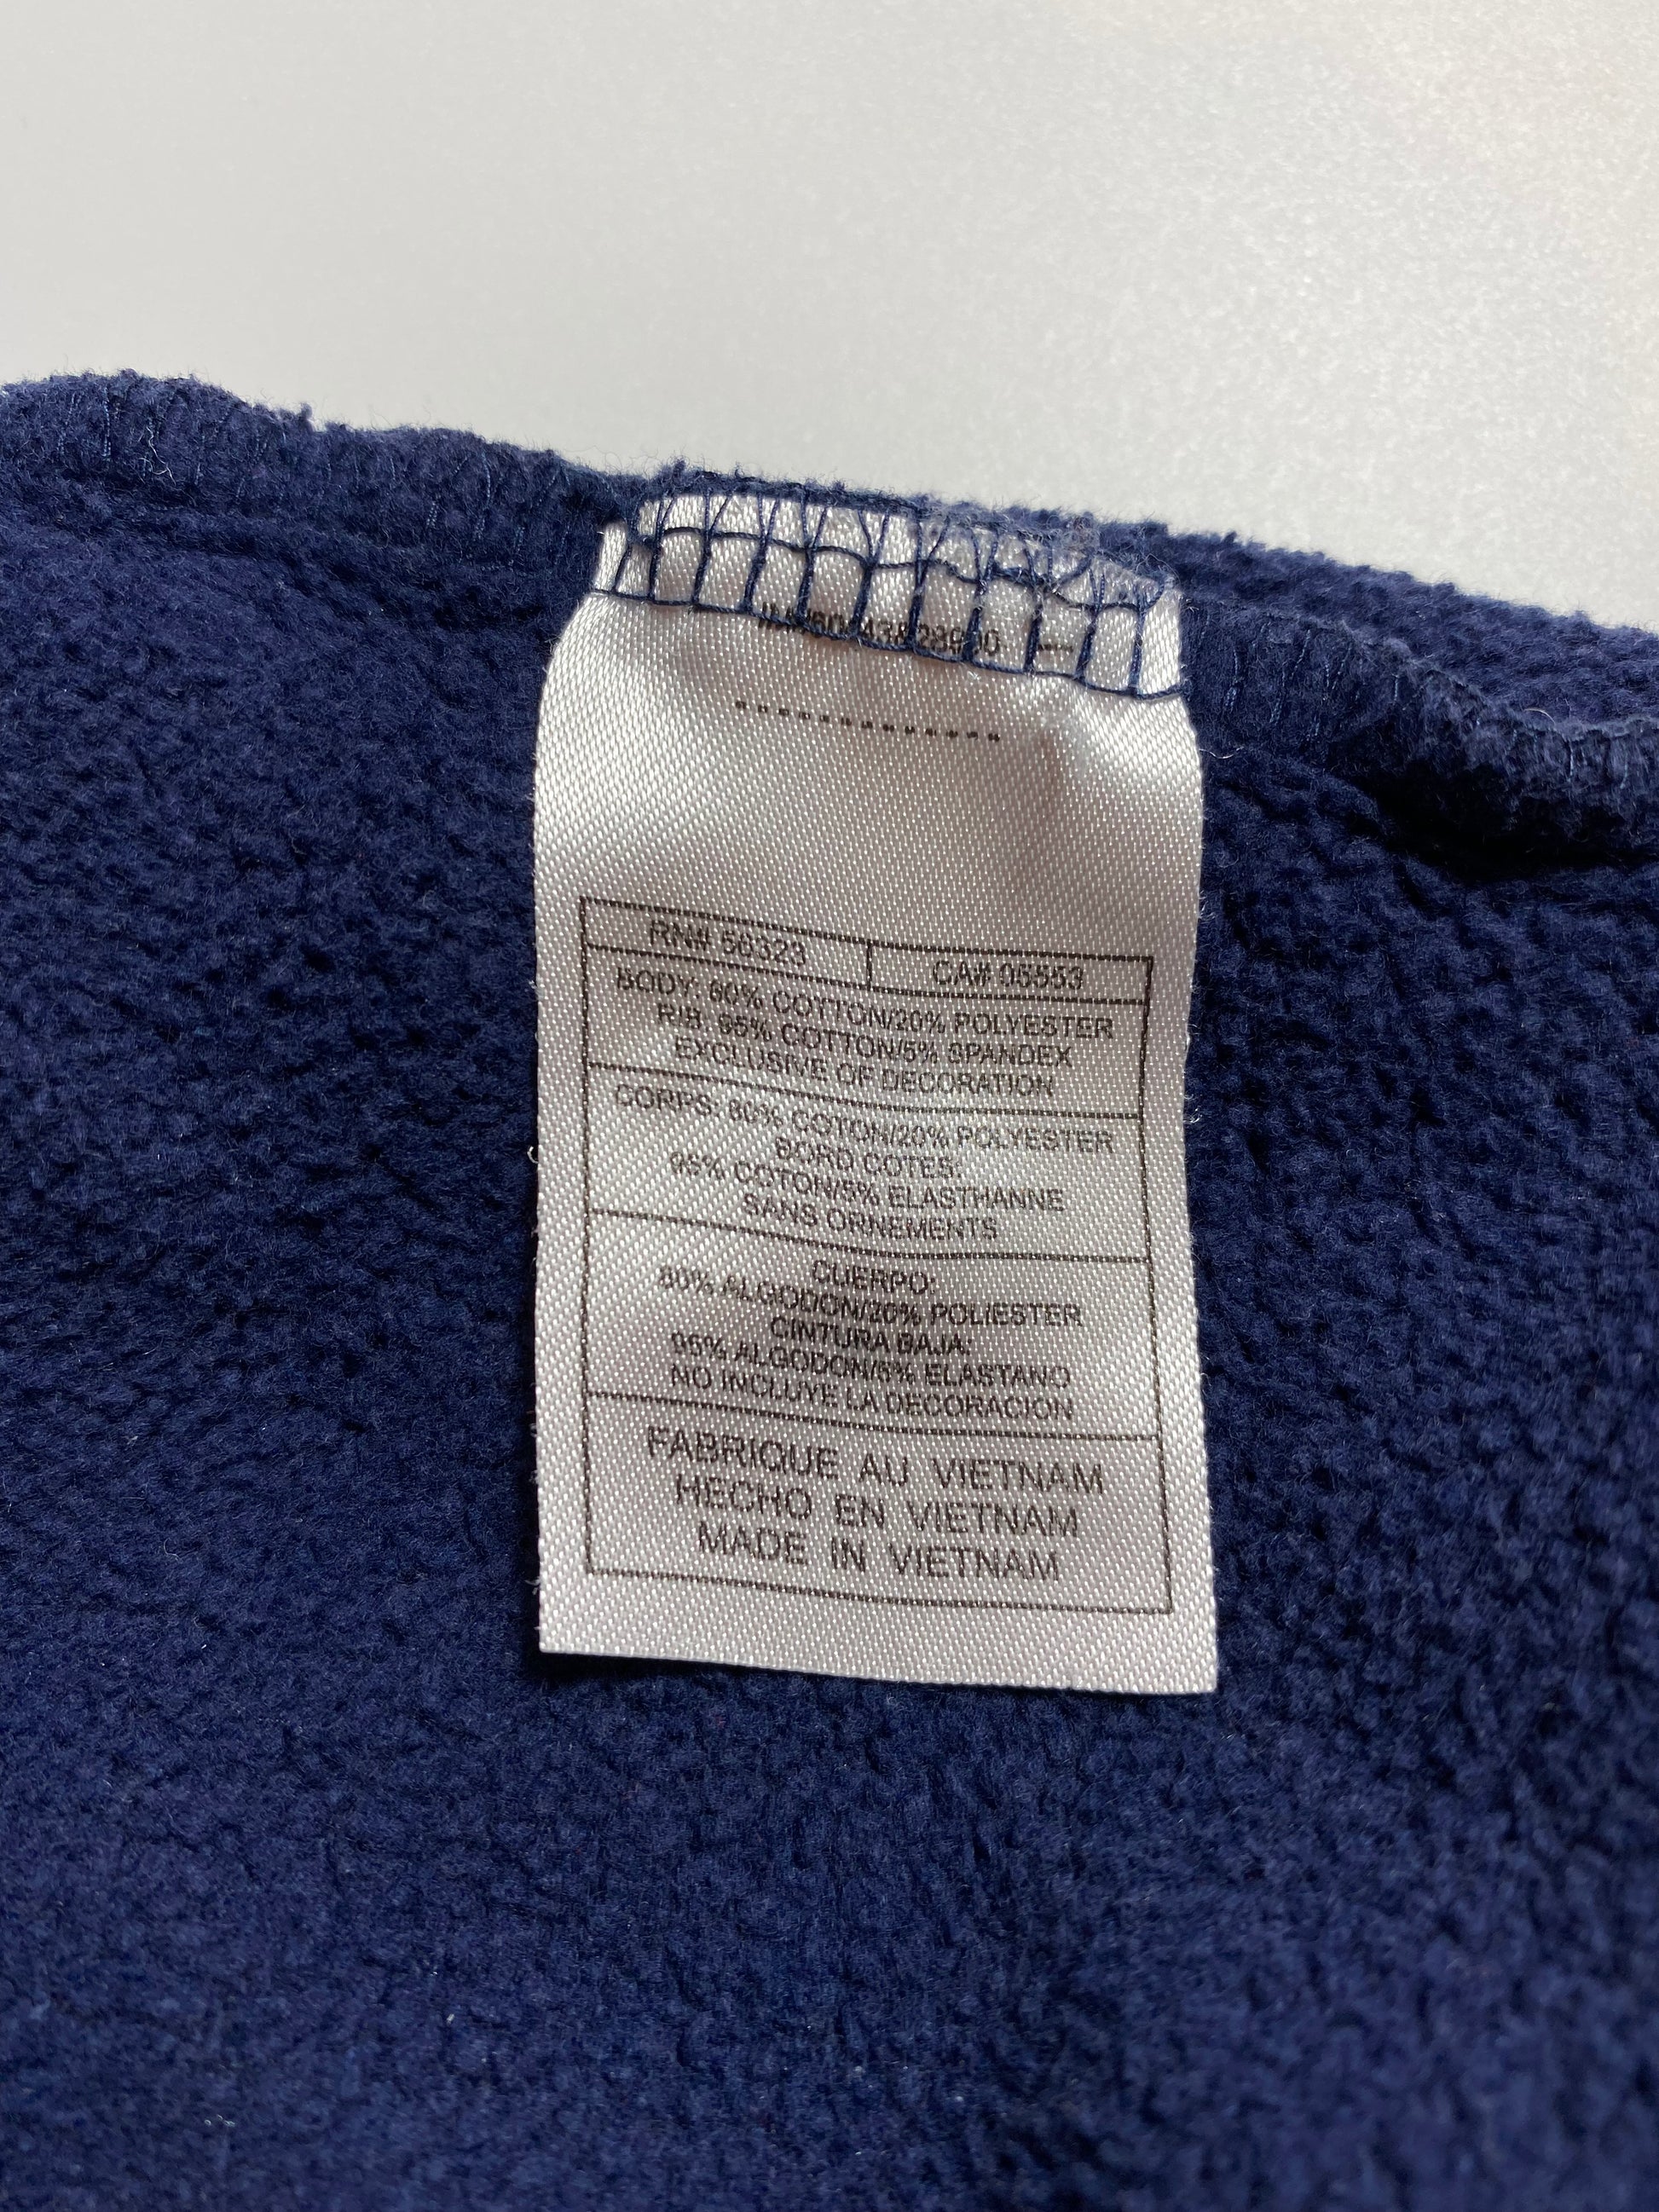 RN# 56323
CA# 05553
BODY: 80% COTTON/20% POLYESTER
RIB: 95% COTTON/5% SPANDEX
EXCLUSIVE OF DECORATION
CORPS: 80% COTON/20% POLYESTER
BORD COTES:
95% COTON/5% ELASTHANNE
SANS ORNEMENTS
CUERPO:
80% ALGODON/20% POLIESTER
CINTURA BAJA:
95% ALGODON/5% ELASTANO
NO INCLUYE LA DECORACION
FABRIQUE AU VIETNAM
HECHO EN VIETNAM
MADE IN VIETNAM